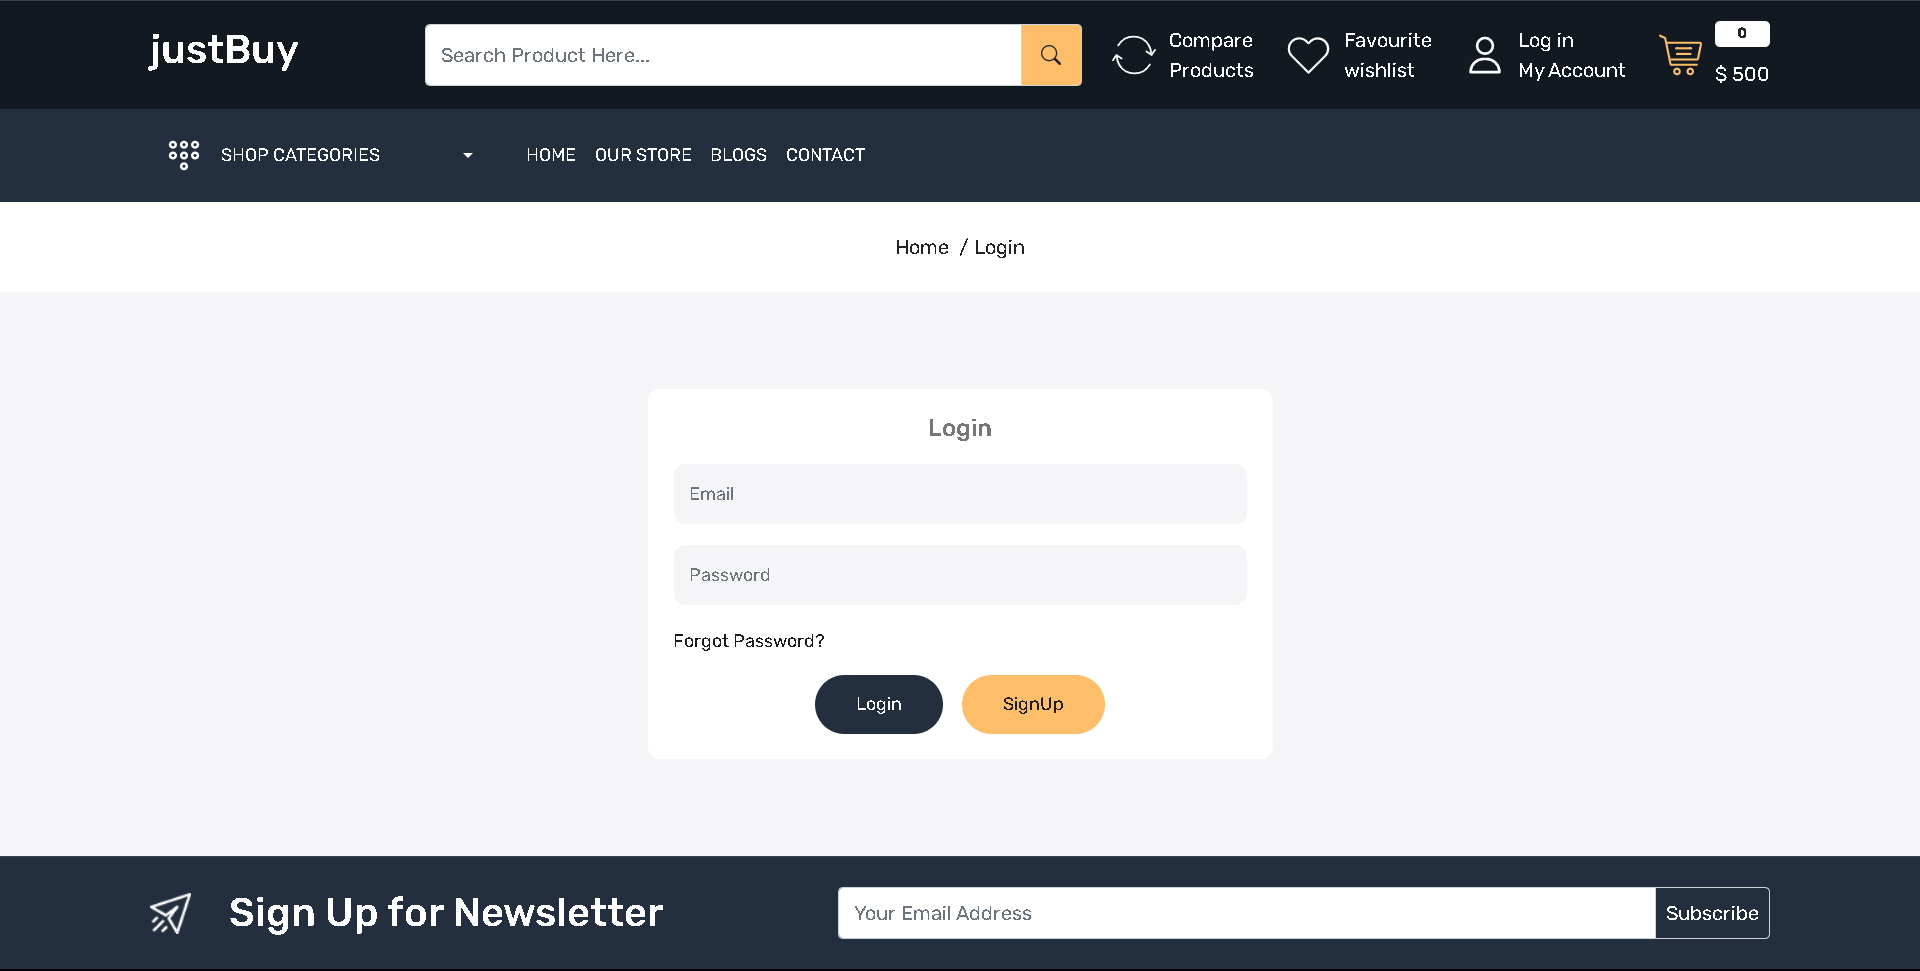 justBuy
Search Product Here...
Compare
Products
Favourite
wishlist
Log in
My Account
0
$ 500
SHOP CATEGORIES
HOME OUR STORE BLOGS CONTACT
Home / Login
Login
Email
Password
Forgot Password?
Login SignUp
Sign Up for Newsletter
Your Email Address
Subscribe